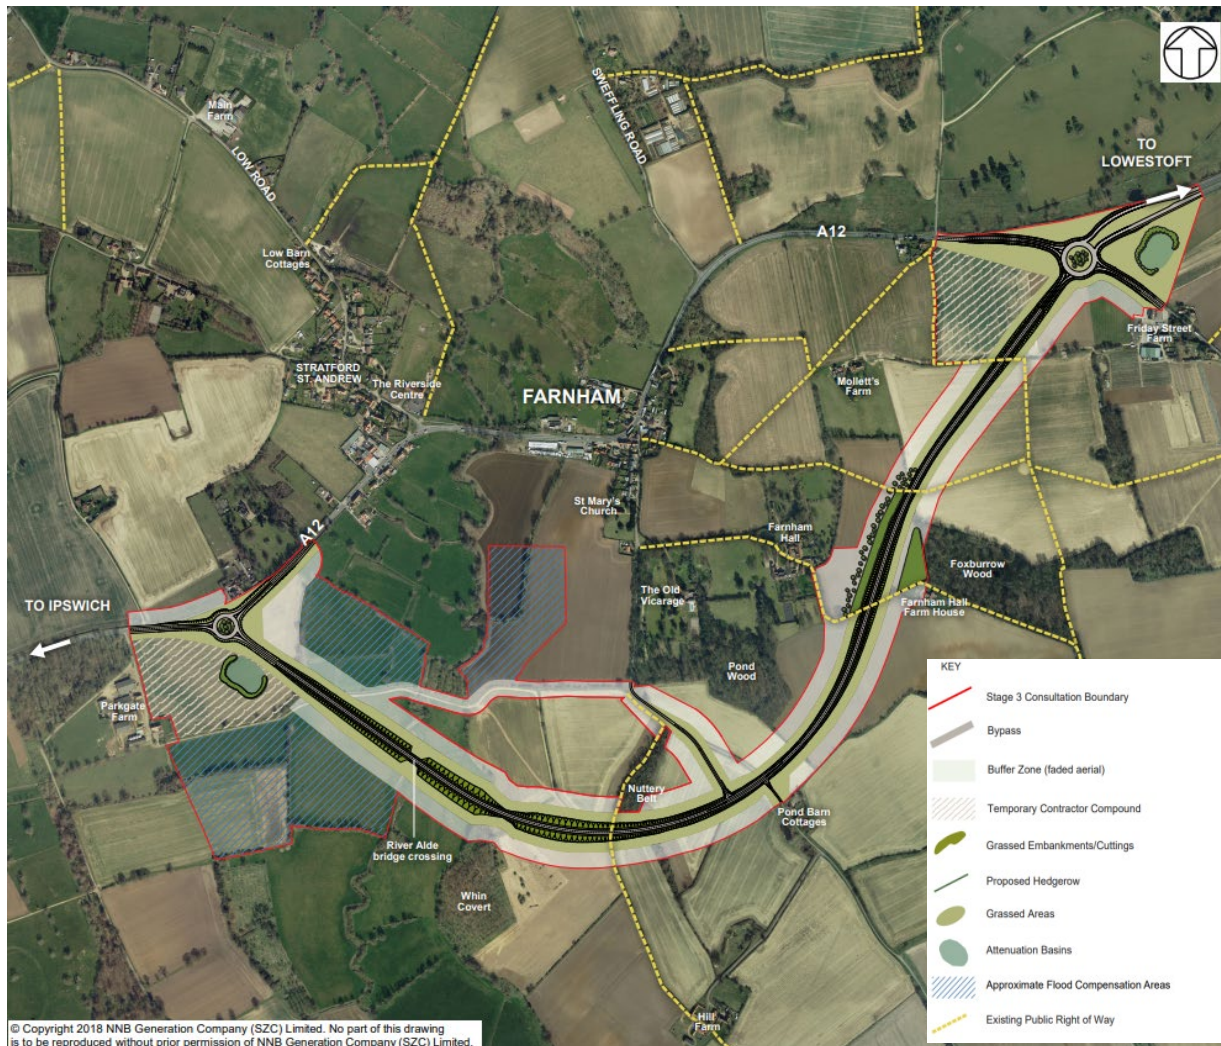 SWEFFLING ROAD
Main
Farm
LOW ROAD
TO
LOWESTOFT
A12
Low Barn
Cottages
Friday Street
Farm
STRATFORD
ST. ANDREW
The Riverside
Centre
FARNHAM
Mollett's
Farm
St Mary's
Church
Farnham
Hall
A12
Foxburrow
Wood
The Old
Vicarage
Farnham Hall
Farm House
TO IPSWICH
Pond
Wood
Parkgate
Farm
Nuttery
Belt
Pond Barn
Cottages
River Alde
bridge crossing
Whin
Covert
Hill
Farm
KEY
Stage 3 Consultation Boundary
Bypass
Buffer Zone (faded aerial)
Temporary Contractor Compound
Grassed Embankments/Cuttings
Proposed Hedgerow
Grassed Areas
Attenuation Basins
Approximate Flood Compensation Areas
Existing Public Right of Way
© Copyright 2018 NNB Generation Company (SZC) Limited. No part of this drawing
is to be reproduced without prior permission of NNB Generation Company (SZC) Limited.